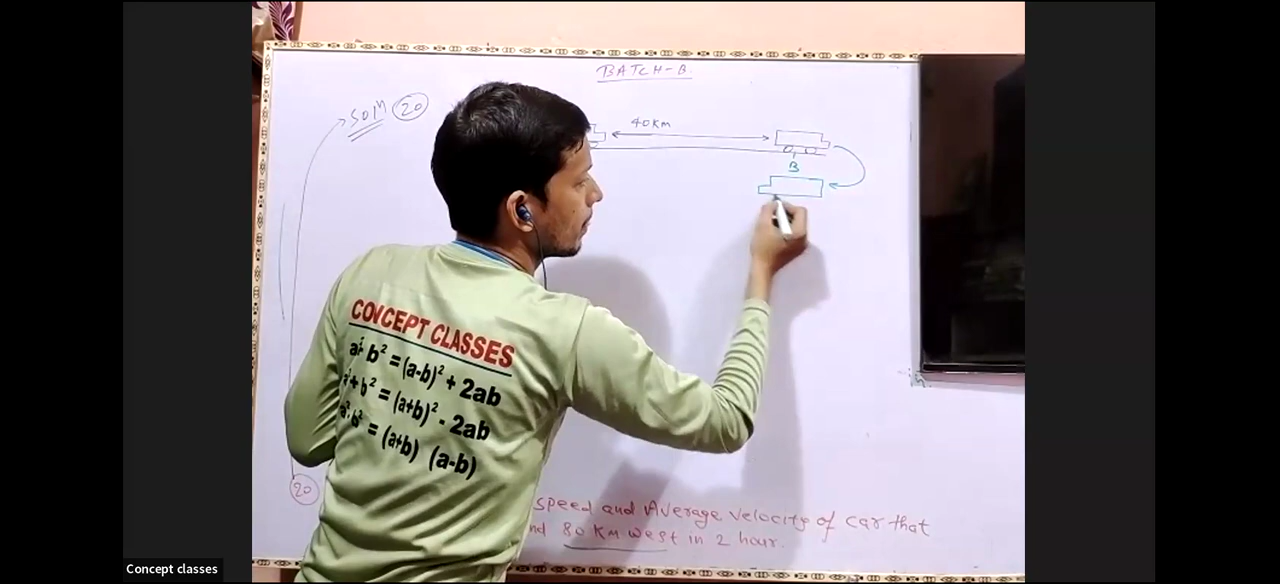 BATCH-B.
Solⁿ 20
40 Km
B
CONCEPT CLASSES
a² + b² = (a-b)² + 2ab
a² + b² = (a+b)² - 2ab
a² - b² = (a+b) (a-b)
20
speed and Average velocity of car that
80 Km west in 2 hour.
Concept classes